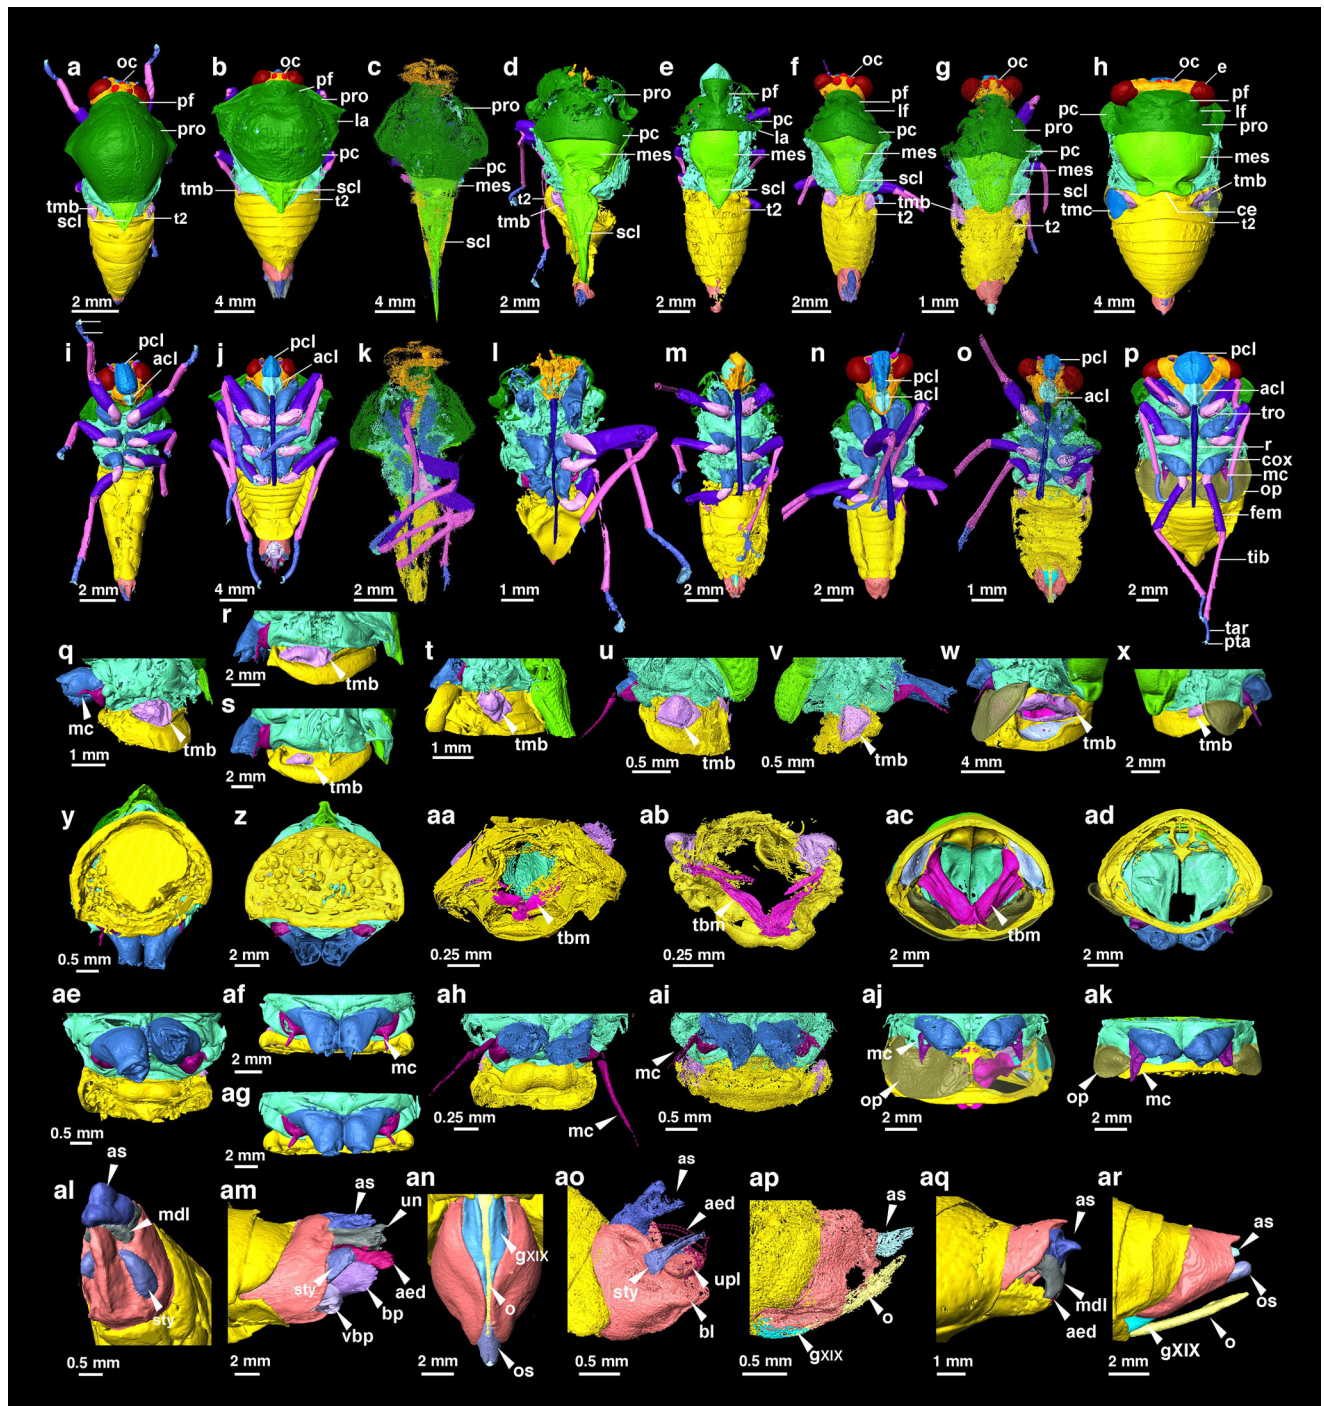 a
oc
pf
pro
tmb
scl
t2
2 mm
b
oc
pf
pro
la
pc
scl
t2
tmb
4 mm
c
pro
pc
mes
scl
4 mm
d
pro
pc
mes
t2
tmb
scl
2 mm
e
pf
pc
la
mes
scl
t2
2 mm
f
oc
pf
lf
pc
mes
scl
tmb
t2
2mm
g
oc
pro
pc
mes
scl
t2
1 mm
h
oc
e
pf
pc
lf
pro
mes
tmb
tmc
ce
t2
4 mm
i
pcl
acl
2 mm
j
pcl
acl
4 mm
k
2 mm
l
1 mm
m
2 mm
n
pcl
acl
2 mm
o
pcl
acl
1 mm
p
pcl
acl
tro
r
cox
mc
op
fem
tib
tar
pta
2 mm
q
mc
tmb
1 mm
r
2 mm
tmb
s
2 mm
tmb
t
tmb
1 mm
u
0.5 mm
tmb
v
0.5 mm
tmb
w
tmb
4 mm
x
tmb
2 mm
y
0.5 mm
z
2 mm
aa
tbm
0.25 mm
ab
tbm
0.25 mm
ac
tbm
2 mm
ad
2 mm
ae
0.5 mm
af
2 mm
mc
ag
2 mm
ah
0.25 mm
mc
ai
mc
0.5 mm
aj
mc
op
2 mm
ak
op
mc
2 mm
al
as
mdl
sty
0.5 mm
am
as
un
sty
aed
bp
vbp
2 mm
an
gXIX
o
os
2 mm
ao
as
aed
sty
upl
bl
0.5 mm
ap
as
o
gXIX
0.5 mm
aq
as
mdl
aed
1 mm
ar
as
os
gXIX
o
2 mm